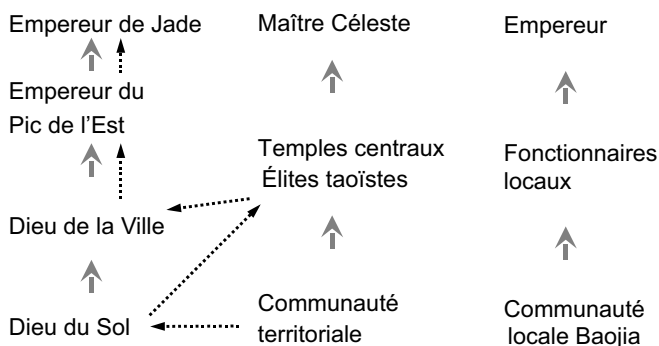 Empereur de Jade
Empereur du
Pic de l'Est
Dieu de la Ville
Dieu du Sol
Maître Céleste
Temples centraux
Élites taoïstes
Communauté
territoriale
Empereur
Fonctionnaires
locaux
Communauté
locale Baojia